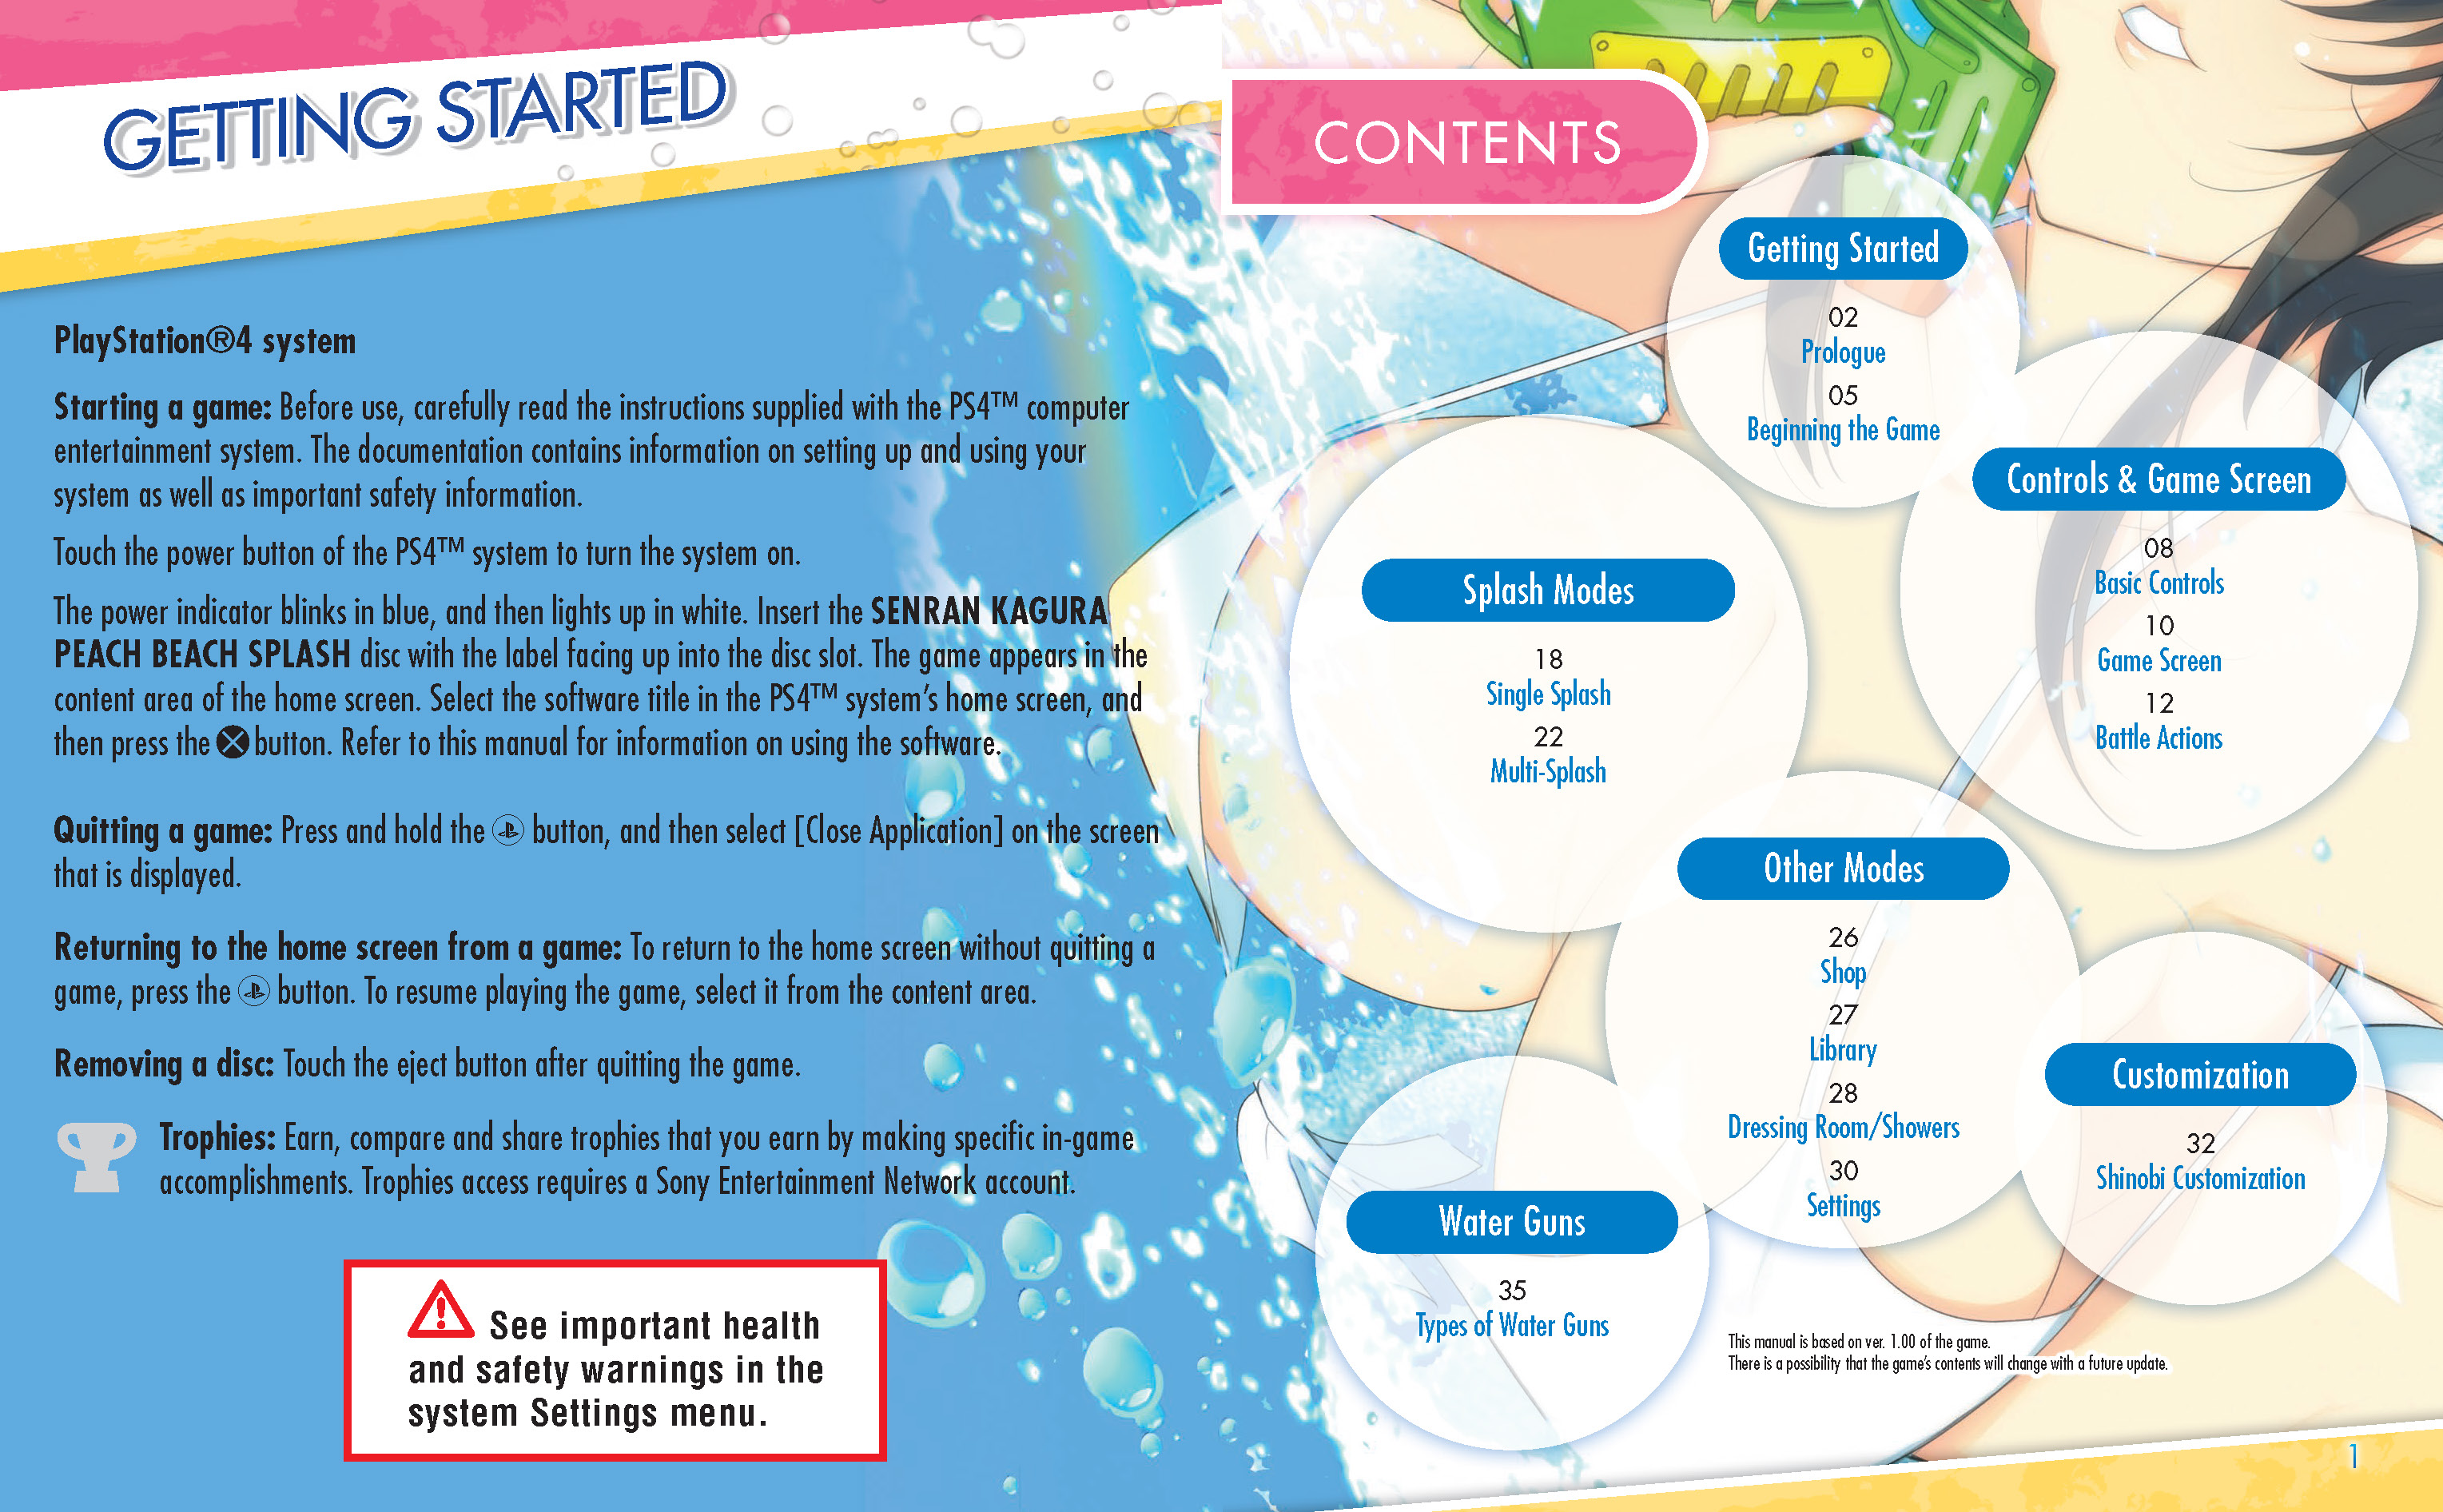 GETTING STARTED
PlayStation®4 system
Starting a game: Before use, carefully read the instructions supplied with the PS4™ computer
entertainment system. The documentation contains information on setting up and using your
system as well as important safety information.
Touch the power button of the PS4™ system to turn the system on.
The power indicator blinks in blue, and then lights up in white. Insert the SENRAN KAGURA
PEACH BEACH SPLASH disc with the label facing up into the disc slot. The game appears in the
content area of the home screen. Select the software title in the PS4™ system’s home screen, and
then press the button. Refer to this manual for information on using the software.
Quitting a game: Press and hold the button, and then select [Close Application] on the screen
that is displayed.
Returning to the home screen from a game: To return to the home screen without quitting a
game, press the button. To resume playing the game, select it from the content area.
Removing a disc: Touch the eject button after quitting the game.
Trophies: Earn, compare and share trophies that you earn by making specific in-game
accomplishments. Trophies access requires a Sony Entertainment Network account.
See important health
and safety warnings in the
system Settings menu.
CONTENTS
Getting Started
02
Prologue
05
Beginning the Game
Controls & Game Screen
08
Basic Controls
10
Game Screen
12
Battle Actions
Splash Modes
18
Single Splash
22
Multi-Splash
Other Modes
26
Shop
27
Library
28
Dressing Room/Showers
30
Settings
Customization
32
Shinobi Customization
Water Guns
35
Types of Water Guns
This manual is based on ver. 1.00 of the game.
There is a possibility that the game’s contents will change with a future update.
1